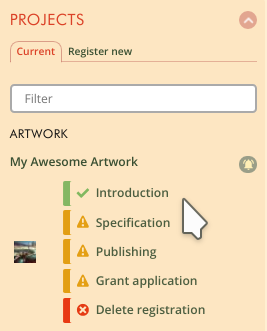 PROJECTS
Current Register new
Filter
ARTWORK
My Awesome Artwork
Introduction
Specification
Publishing
Grant application
Delete registration